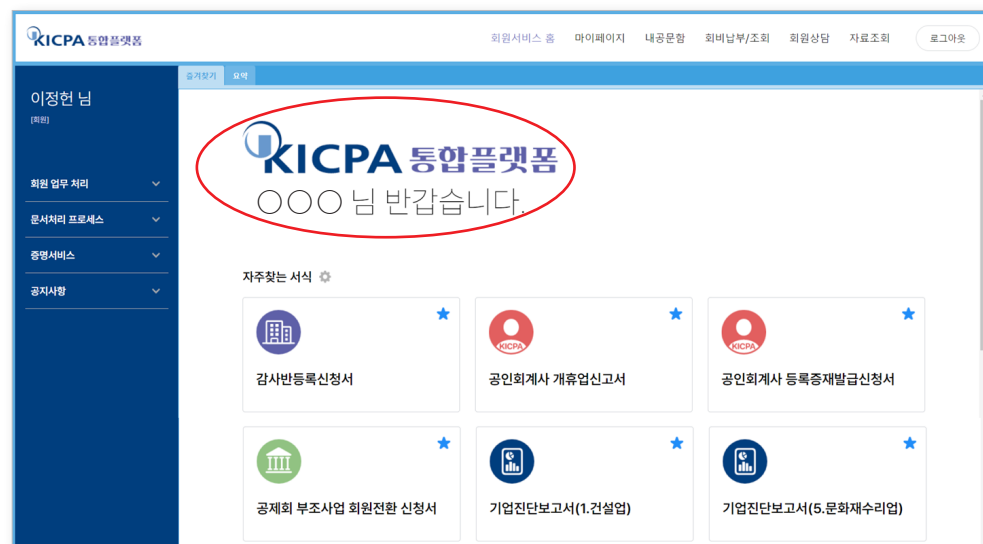 KICPA 통합플랫폼
회원서비스 홈 마이페이지 내공문함 회비납부/조회 회원상담 자료조회 로그아웃
즐겨찾기 요약
이정헌 님
[회원]
회원 업무 처리
문서처리 프로세스
증명서비스
공지사항
KICPA 통합플랫폼
○○○ 님 반갑습니다.
자주찾는 서식
KICPA KICPA
감사반등록신청서 공인회계사 개휴업신고서 공인회계사 등록증재발급신청서
공제회 부조사업 회원전환 신청서 기업진단보고서(1.건설업) 기업진단보고서(5.문화재수리업)